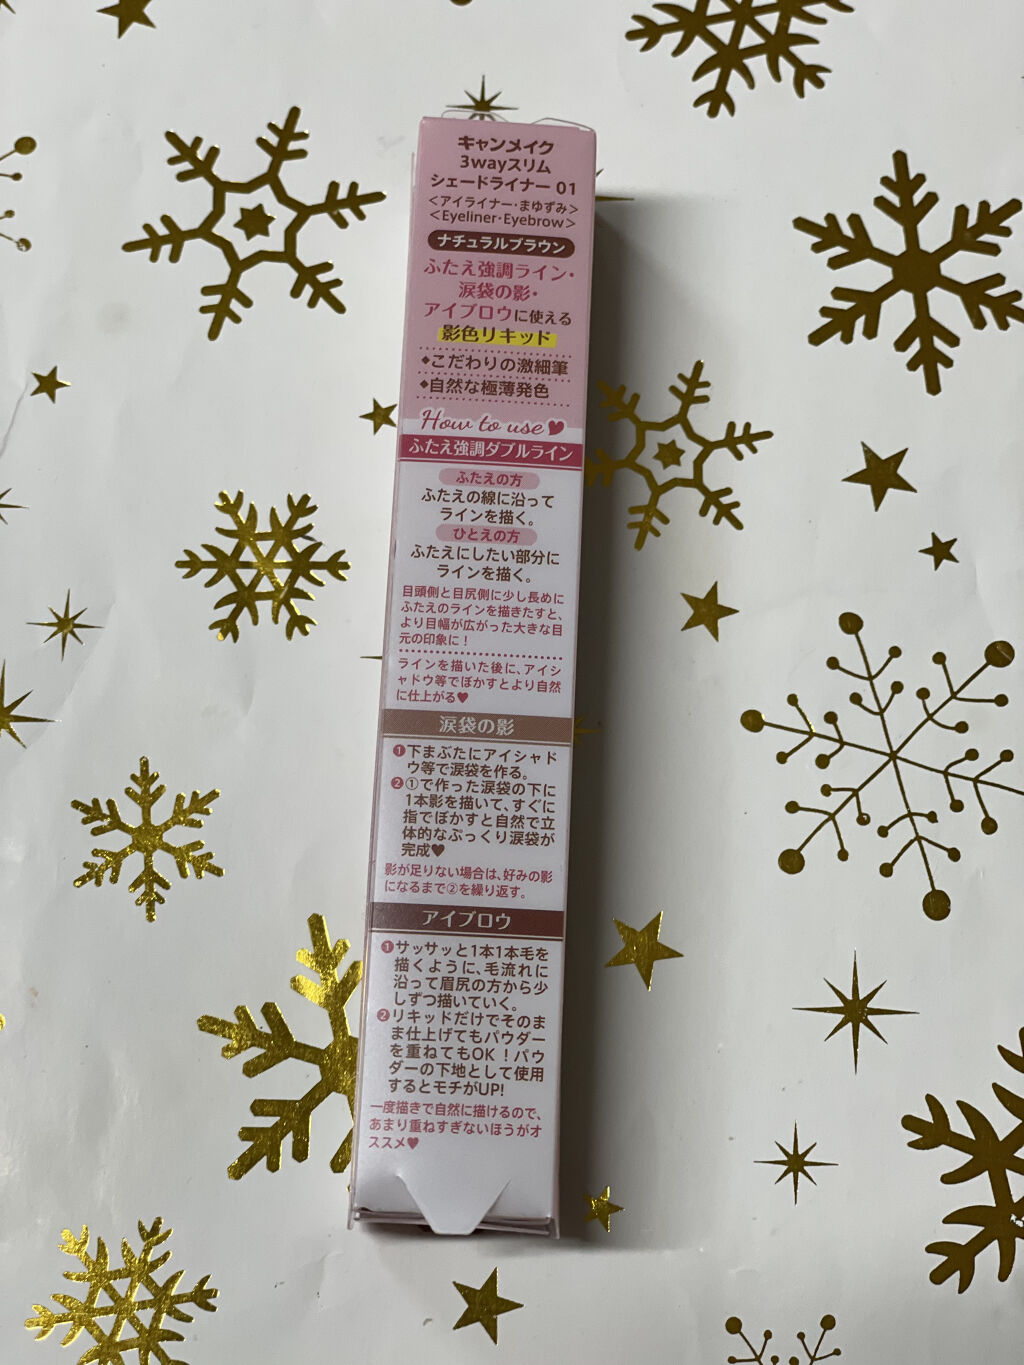 キャンメイク
3wayスリム
シェードライナー 01
<アイライナー・まゆずみ>
<Eyeliner・Eyebrow>
ナチュラルブラウン
ふたえ強調ライン・
涙袋の影・
アイブロウに使える
影色リキッド
◆こだわりの激細筆
◆自然な極薄発色
How to use♥
ふたえ強調ダブルライン
ふたえの方
ふたえの線に沿って
ラインを描く。
ひとえの方
ふたえにしたい部分に
ラインを描く。
目頭側と目尻側に少し長めに
ふたえのラインを描きたすと、
より目幅が広がった大きな目
元の印象に！
ラインを描いた後に、アイシ
ャドウ等でぼかすとより自然
に仕上がる♥
涙袋の影
❶下まぶたにアイシャド
ウ等で涙袋を作る。
❷①で作った涙袋の下に
1本影を描いて、すぐに
指でぼかすと自然で立
体的なぷっくり涙袋が
完成♥
影が足りない場合は、好みの影
になるまで②を繰り返す。
アイブロウ
❶サッサッと1本1本毛を
描くように、毛流れに
沿って眉尻の方から少
しずつ描いていく。
❷リキッドだけでそのま
ま仕上げてもパウダー
を重ねてもOK！パウ
ダーの下地として使用
するとモチがUP!
一度描きで自然に描けるので、
あまり重ねすぎないほうがオ
ススメ♥